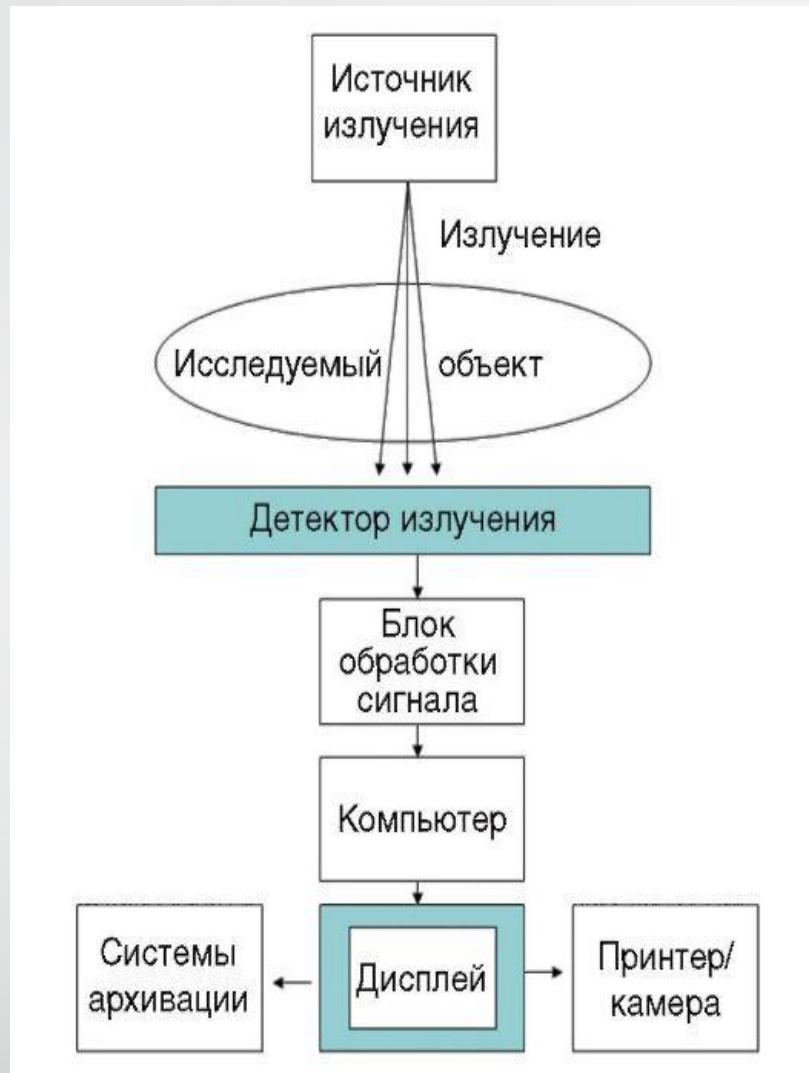 Источник
излучения
Излучение
Исследуемый объект
Детектор излучения
Блок
обработки
сигнала
Компьютер
Системы
архивации
Дисплей
Принтер/
камера